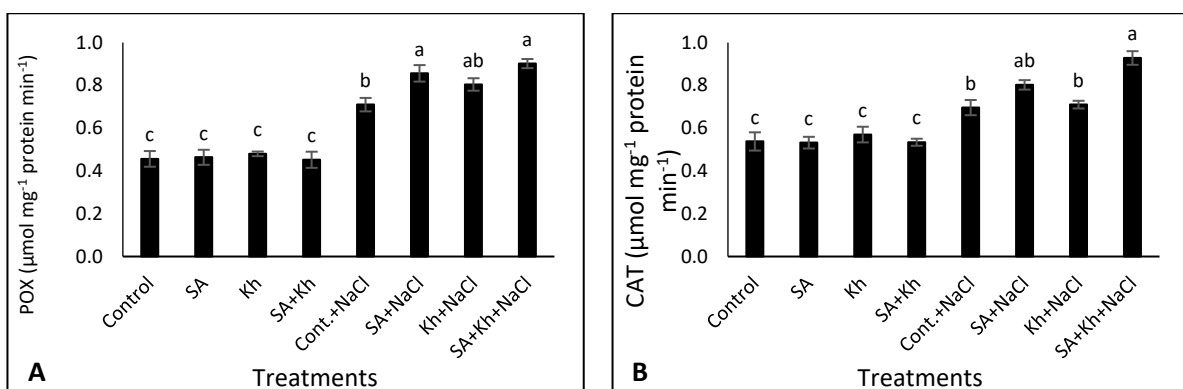 POX (µmol mg⁻¹ protein min⁻¹)
1.0
0.8
0.6
0.4
0.2
0.0
c
c
c
c
b
a
ab
a
Control
SA
Kh
SA+Kh
Cont.+NaCl
SA+NaCl
Kh+NaCl
SA+Kh+NaCl
A
Treatments
CAT (µmol mg⁻¹ protein
min⁻¹)
1.0
0.8
0.6
0.4
0.2
0.0
c
c
c
c
b
ab
b
a
Control
SA
Kh
SA+Kh
Cont.+NaCl
SA+NaCl
Kh+NaCl
SA+Kh+NaCl
B
Treatments